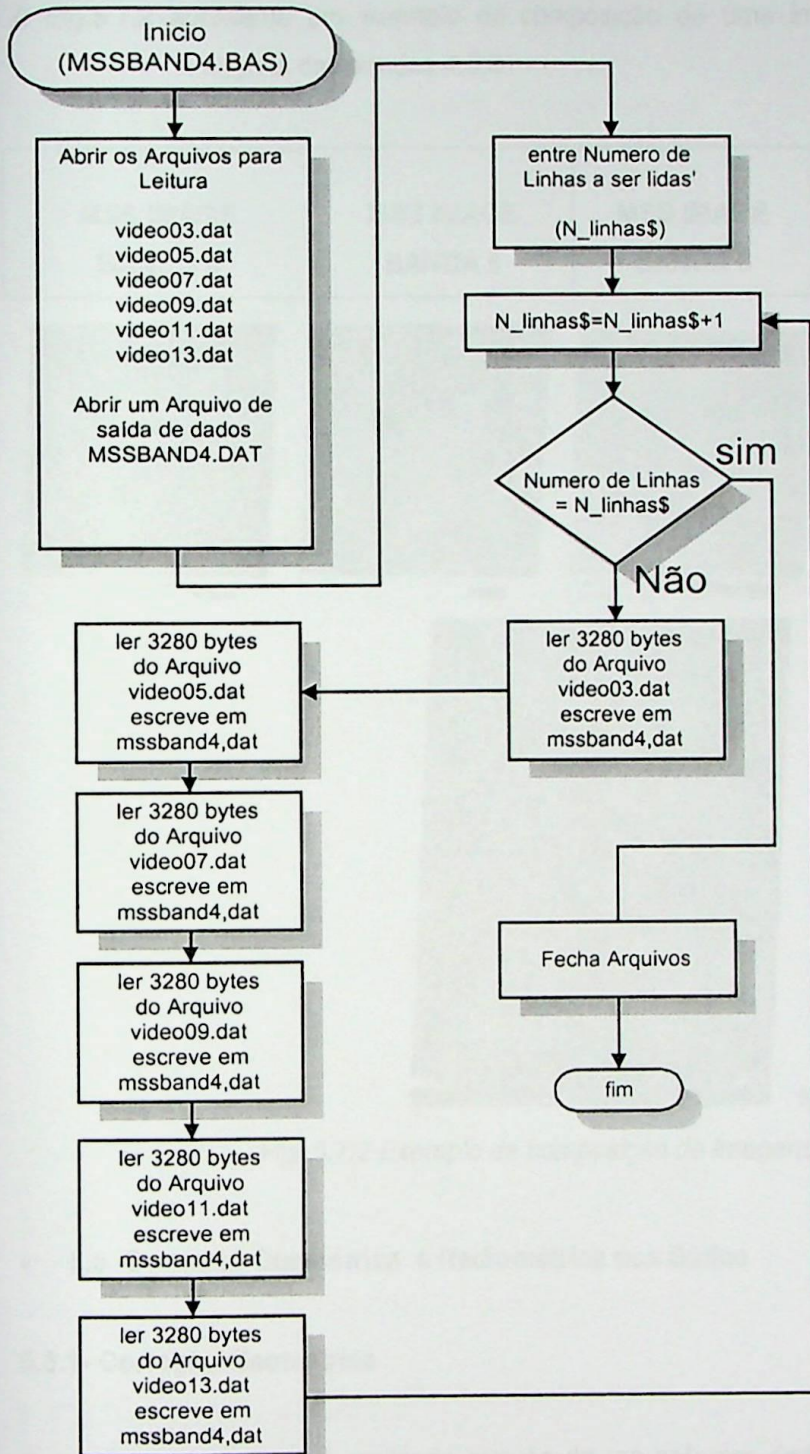 Inicio
(MSSBAND4.BAS)
Abrir os Arquivos para
Leitura
video03.dat
video05.dat
video07.dat
video09.dat
video11.dat
video13.dat
Abrir um Arquivo de
saída de dados
MSSBAND4.DAT
entre Numero de
Linhas a ser lidas'
(N_linhas$)
N_linhas$=N_linhas$+1
Numero de Linhas
= N_linhas$
sim
Não
ler 3280 bytes
do Arquivo
video03.dat
escreve em
mssband4,dat
ler 3280 bytes
do Arquivo
video05.dat
escreve em
mssband4,dat
ler 3280 bytes
do Arquivo
video07.dat
escreve em
mssband4,dat
ler 3280 bytes
do Arquivo
video09.dat
escreve em
mssband4,dat
ler 3280 bytes
do Arquivo
video11.dat
escreve em
mssband4,dat
ler 3280 bytes
do Arquivo
video13.dat
escreve em
mssband4,dat
Fecha Arquivos
fim